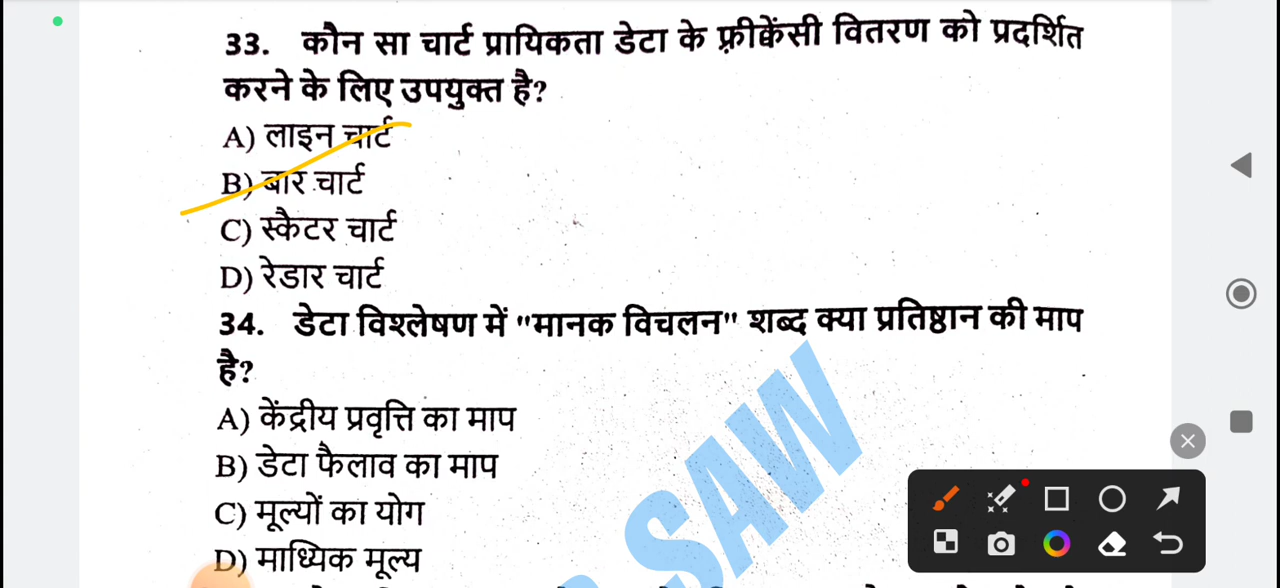 33. कौन सा चार्ट प्रायिकता डेटा के फ़्रीकेंसी वितरण को प्रदर्शित
करने के लिए उपयुक्त है?
A) लाइन चार्ट
B) बार चार्ट
C) स्कैटर चार्ट
D) रेडार चार्ट
34. डेटा विश्लेषण में "मानक विचलन" शब्द क्या प्रतिष्ठान की माप
है?
A) केंद्रीय प्रवृत्ति का माप
B) डेटा फैलाव का माप
C) मूल्यों का योग
D) माध्यिक मूल्य
SAW